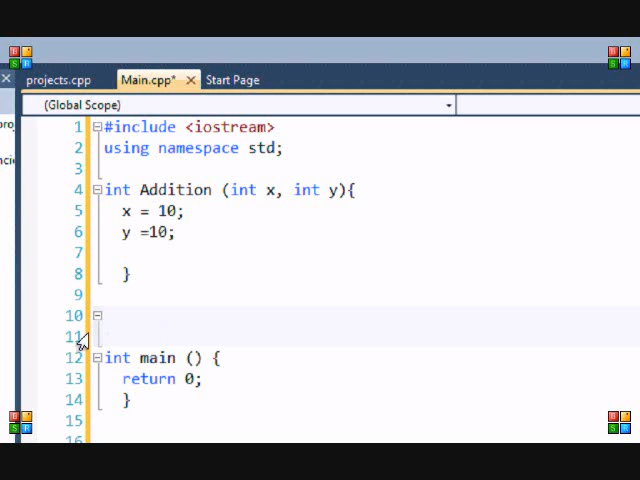 projects.cpp Main.cpp* Start Page
(Global Scope)
1 #include <iostream>
2 using namespace std;
3
4 int Addition (int x, int y){
5 x = 10;
6 y =10;
7
8 }
9
10
11
12 int main () {
13 return 0;
14 }
15
16